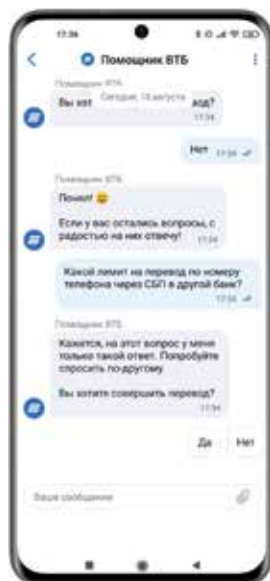 17:34
Помощник ВТБ
Помощник ВТБ
Вы хот
Сегодня, 18 августа
вод?
17:34
Нет 17:34
Помощник ВТБ
Понял!
Если у вас остались вопросы, с
радостью на них отвечу! 17:34
Какой лимит на перевод по номеру
телефона через СБП в другой банк?
17:34
Помощник ВТБ
Кажется, на этот вопрос у меня
только такой ответ. Попробуйте
спросить по-другому.
Вы хотите совершить перевод?
17:34
Да Нет
Ваше сообщение